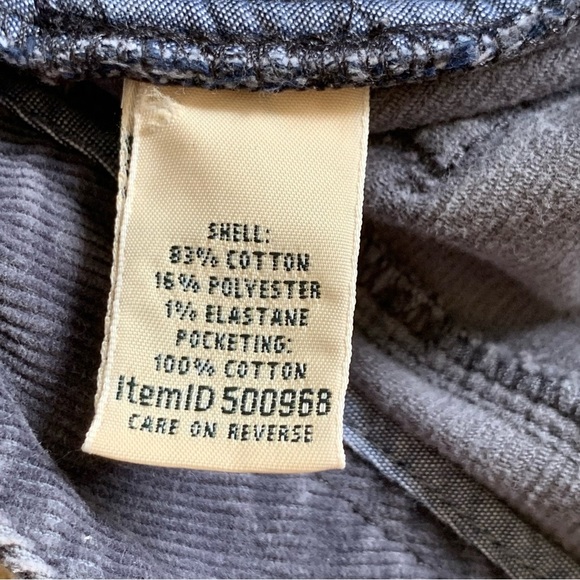 SHELL:
83% COTTON
16% POLYESTER
1% ELASTANE
POCKETING:
100% COTTON
ItemID 500968
CARE ON REVERSE